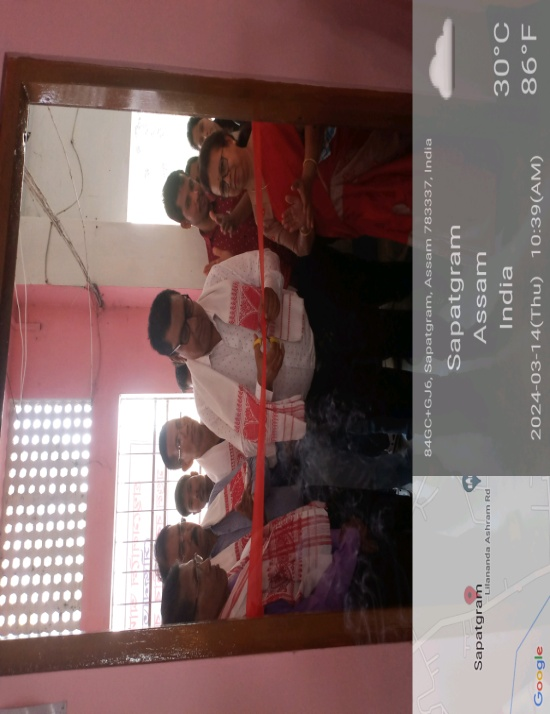 Sapatgram
Assam
India
84GC+GJ6, Sapatgram, Assam 783337, India
2024-03-14(Thu) 10:39(AM)
30°C
86°F
Sapatgram
Lilananda Ashram Rd
Google